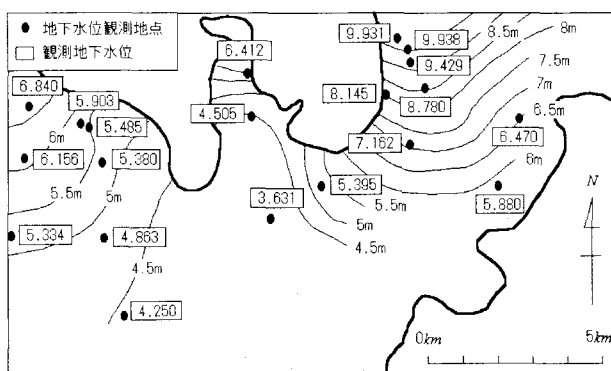 ● 地下水位観測地点
□ 観測地下水位
6.412
9.931
9.938
8.5m
8m
9.429
7.5m
6.840
5.903
8.145
8.780
7m
5.485
4.505
6.5m
6m
7.162
6.470
6.156
5.380
6m
5.5m
5m
3.631
5.395
5.880
N
5.5m
5m
5.334
4.863
4.5m
4.5m
4.250
0km
5km